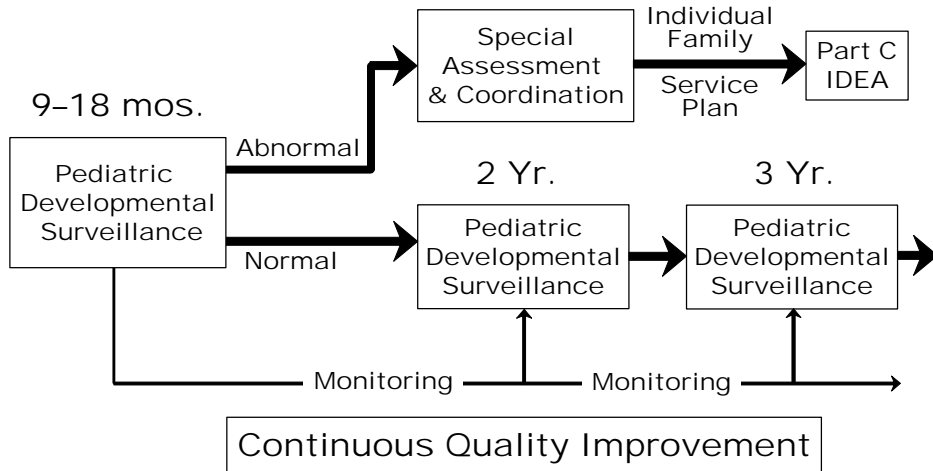 9–18 mos.
Pediatric
Developmental
Surveillance
Abnormal
Normal
Special
Assessment
& Coordination
Individual
Family
Service
Plan
Part C
IDEA
2 Yr.
Pediatric
Developmental
Surveillance
3 Yr.
Pediatric
Developmental
Surveillance
Monitoring
Monitoring
Continuous Quality Improvement